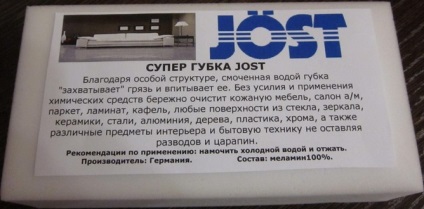 JÖST
СУПЕР ГУБКА JOST
Благодаря особой структуре, смоченная водой губка
"захватывает" грязь и впитывает ее. Без усилия и применения
химических средств бережно очистит кожаную мебель, салон а/м,
паркет, ламинат, кафель, любые поверхности из стекла, зеркала,
керамики, стали, алюминия, дерева, пластика, хрома, а также
различные предметы интерьера и бытовую технику не оставляя
разводов и царапин.
Рекомендации по применению: намочить холодной водой и отжать.
Производитель: Германия. Состав: меламин100%.